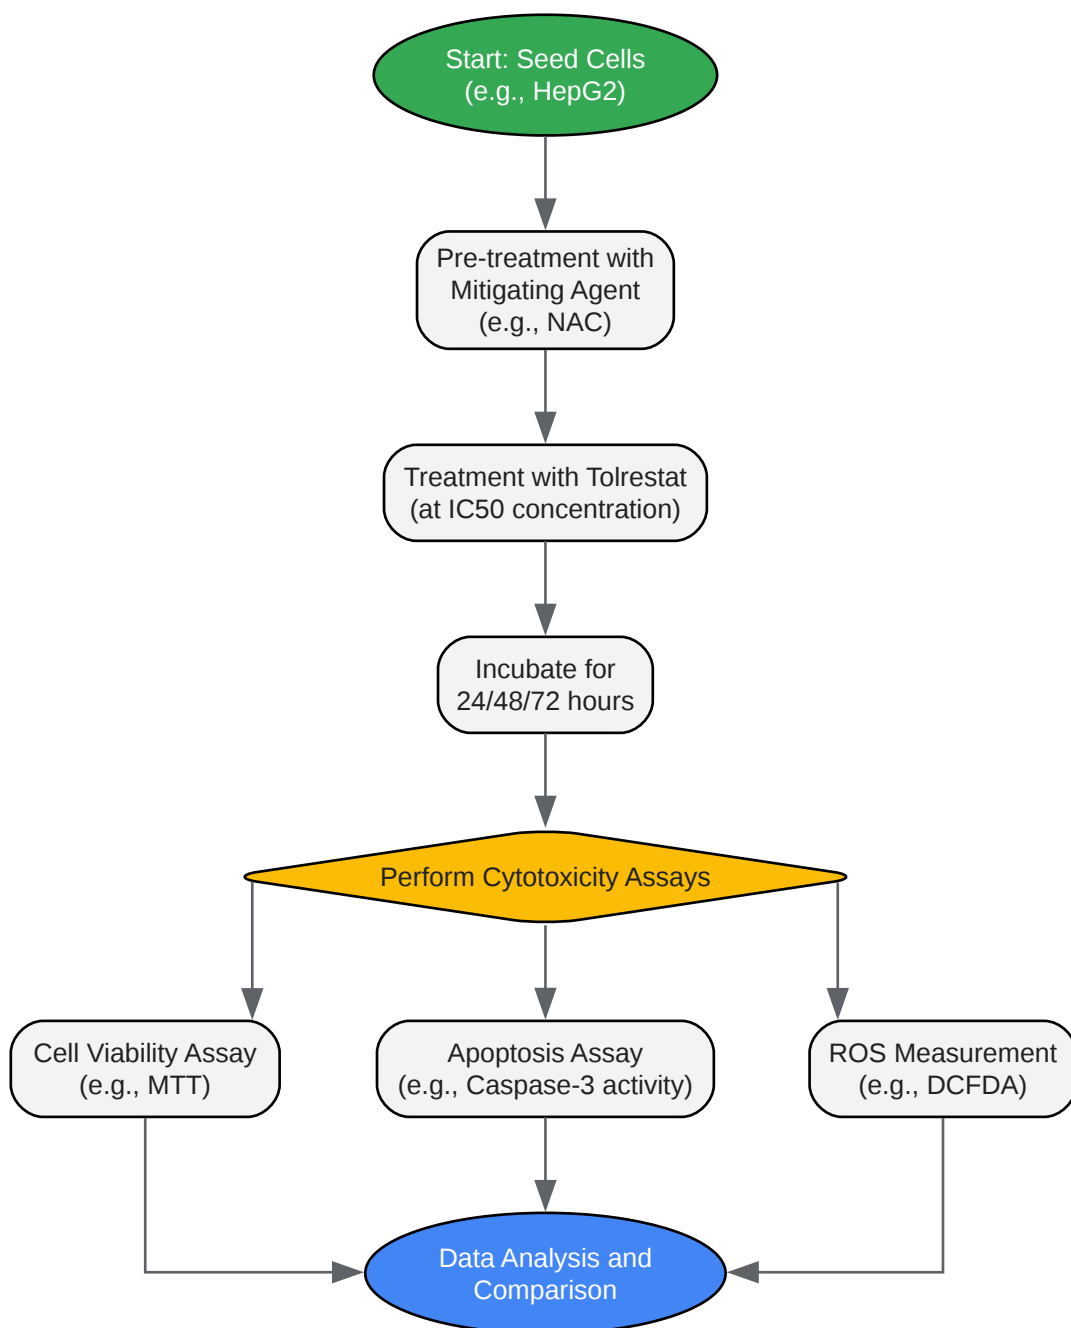 Start: Seed Cells
(e.g., HepG2)
Pre-treatment with
Mitigating Agent
(e.g., NAC)
Treatment with Tolrestat
(at IC50 concentration)
Incubate for
24/48/72 hours
Perform Cytotoxicity Assays
Cell Viability Assay
(e.g., MTT)
Apoptosis Assay
(e.g., Caspase-3 activity)
ROS Measurement
(e.g., DCFDA)
Data Analysis and
Comparison